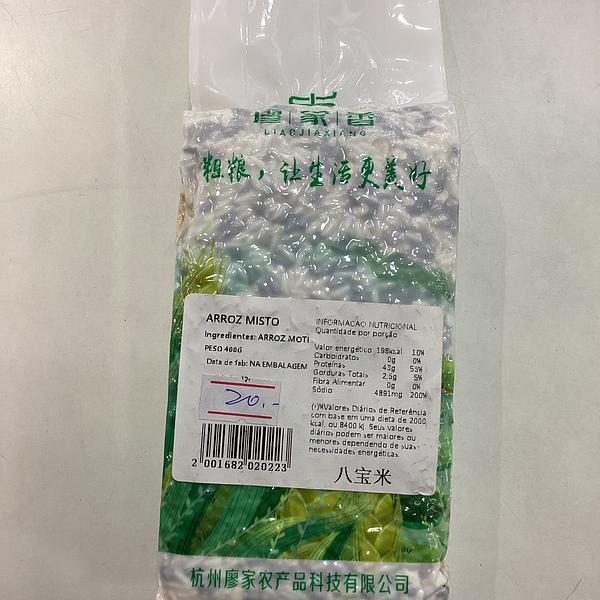 廖家香
LIAOJIAXIANG
粗粮，让生活更美好
ARROZ MISTO
Ingredientes: ARROZ MOTI
PESO 400G
Data de fab: NA EMBALAGEM
20.-
2 001682 020223
INFORMACAO NUTRICIONAL
Quantidade por porção
Valor energético 198kcal 10%
Carboidratos 0g 0%
Proteínas 43g 55%
Gorduras Totais 2,6g 5%
Fibra Alimentar 0g 0%
Sódio 4891mg 200%
(*)%Valores Diários de Referência
com base em uma dieta de 2000
kcal, ou 8400 kj. Seus valores
diários podem ser maiores ou
menores dependendo de suas
necessidades energéticas.
八宝米
杭州廖家农产品科技有限公司